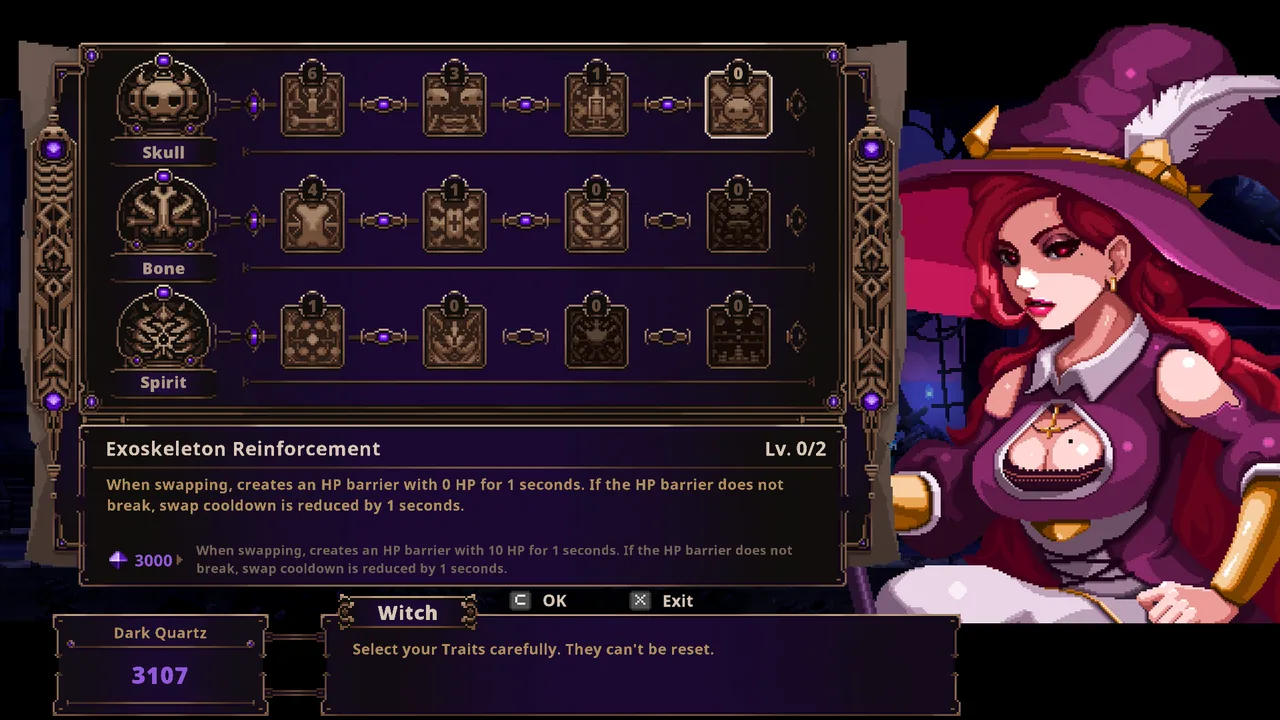 6
3
1
0
Skull
4
1
0
0
Bone
1
0
0
0
Spirit
Exoskeleton Reinforcement
Lv. 0/2
When swapping, creates an HP barrier with 0 HP for 1 seconds. If the HP barrier does not
break, swap cooldown is reduced by 1 seconds.
3000
When swapping, creates an HP barrier with 10 HP for 1 seconds. If the HP barrier does not
break, swap cooldown is reduced by 1 seconds.
C OK
X Exit
Witch
Dark Quartz
3107
Select your Traits carefully. They can't be reset.